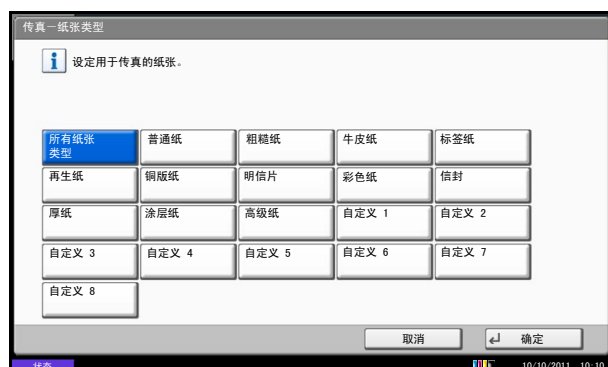 传真－纸张类型
设定用于传真的纸张。
所有纸张
类型
普通纸
粗糙纸
牛皮纸
标签纸
再生纸
铜版纸
明信片
彩色纸
信封
厚纸
涂层纸
高级纸
自定义 1
自定义 2
自定义 3
自定义 4
自定义 5
自定义 6
自定义 7
自定义 8
取消
确定
状态
10/10/2011 10:10